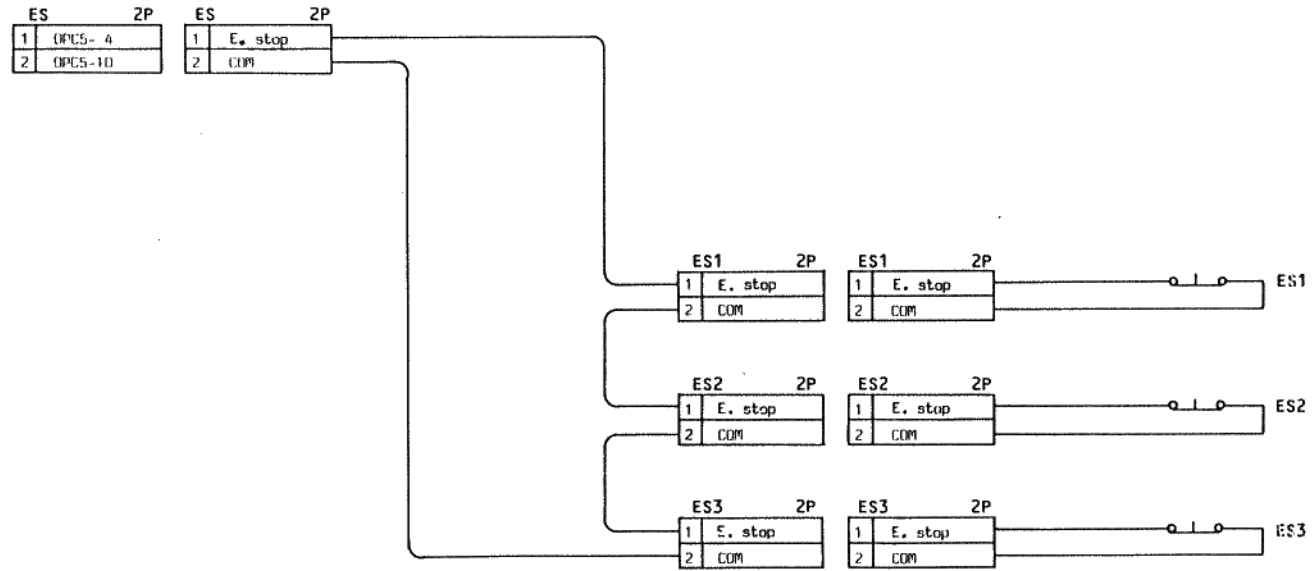 ES 2P ES 2P
1 OPC5- 4 1 E. stop
2 OPC5-10 2 COM
ES1 2P ES1 2P
1 E. stop 1 E. stop ES1
2 COM 2 COM
ES2 2P ES2 2P
1 E. stop 1 E. stop ES2
2 COM 2 COM
ES3 2P ES3 2P
1 E. stop 1 E. stop ES3
2 COM 2 COM